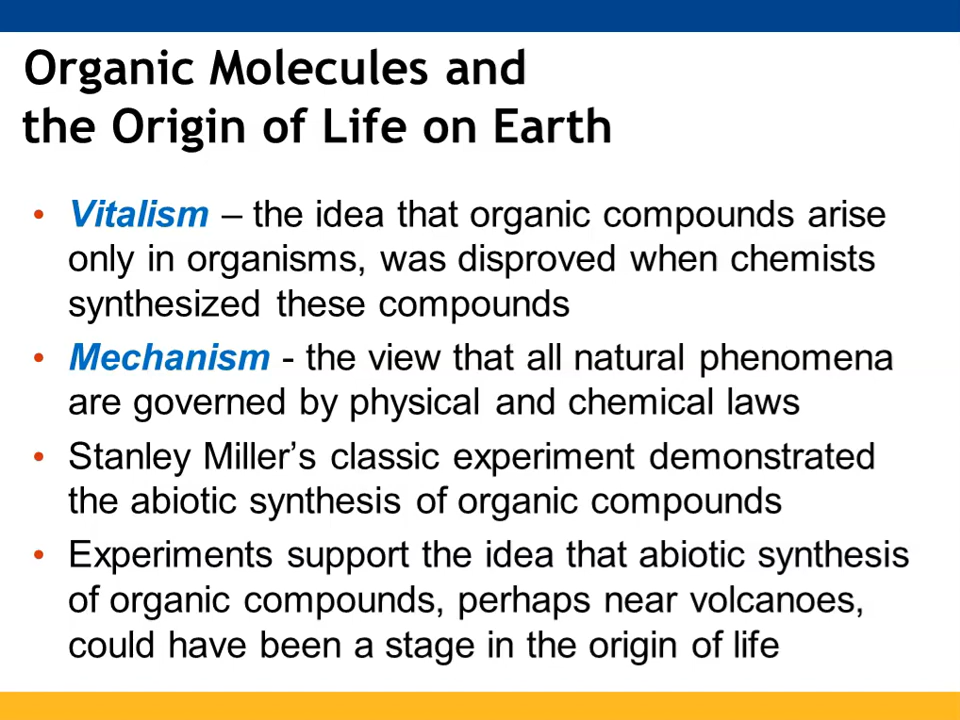 Organic Molecules and
the Origin of Life on Earth
• Vitalism – the idea that organic compounds arise
only in organisms, was disproved when chemists
synthesized these compounds
• Mechanism - the view that all natural phenomena
are governed by physical and chemical laws
• Stanley Miller’s classic experiment demonstrated
the abiotic synthesis of organic compounds
• Experiments support the idea that abiotic synthesis
of organic compounds, perhaps near volcanoes,
could have been a stage in the origin of life